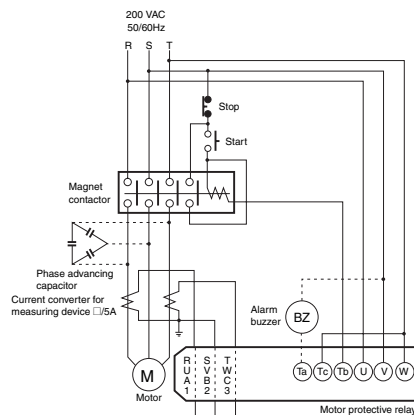 200 VAC
50/60Hz
R S T
Stop
Start
Magnet
contactor
Phase advancing
capacitor
Current converter for
measuring device □/5A
Alarm
buzzer
BZ
M
Motor
R S T
U V W
A B C
1 2 3
Ta Tc Tb U V W
Motor protective relay